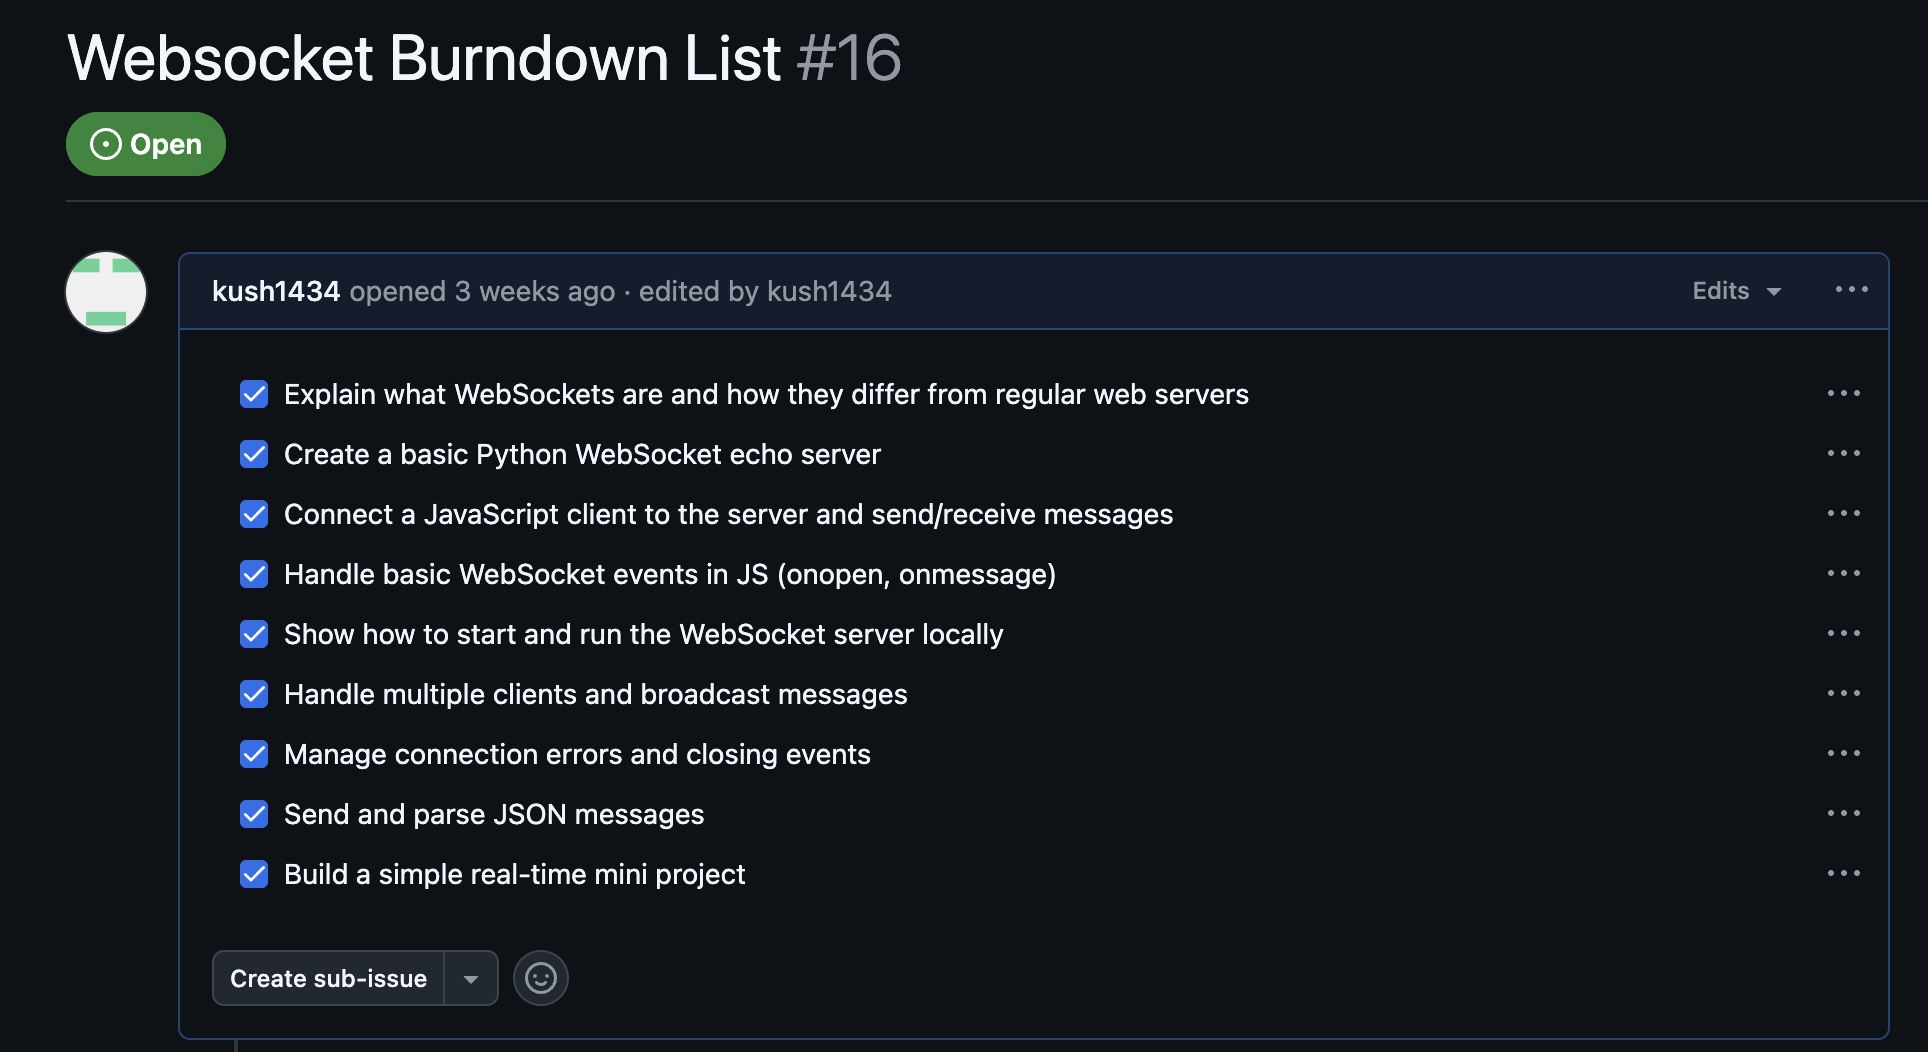 Websocket Burndown List #16
Open
kush1434 opened 3 weeks ago · edited by kush1434 Edits
Explain what WebSockets are and how they differ from regular web servers
Create a basic Python WebSocket echo server
Connect a JavaScript client to the server and send/receive messages
Handle basic WebSocket events in JS (onopen, onmessage)
Show how to start and run the WebSocket server locally
Handle multiple clients and broadcast messages
Manage connection errors and closing events
Send and parse JSON messages
Build a simple real-time mini project
Create sub-issue